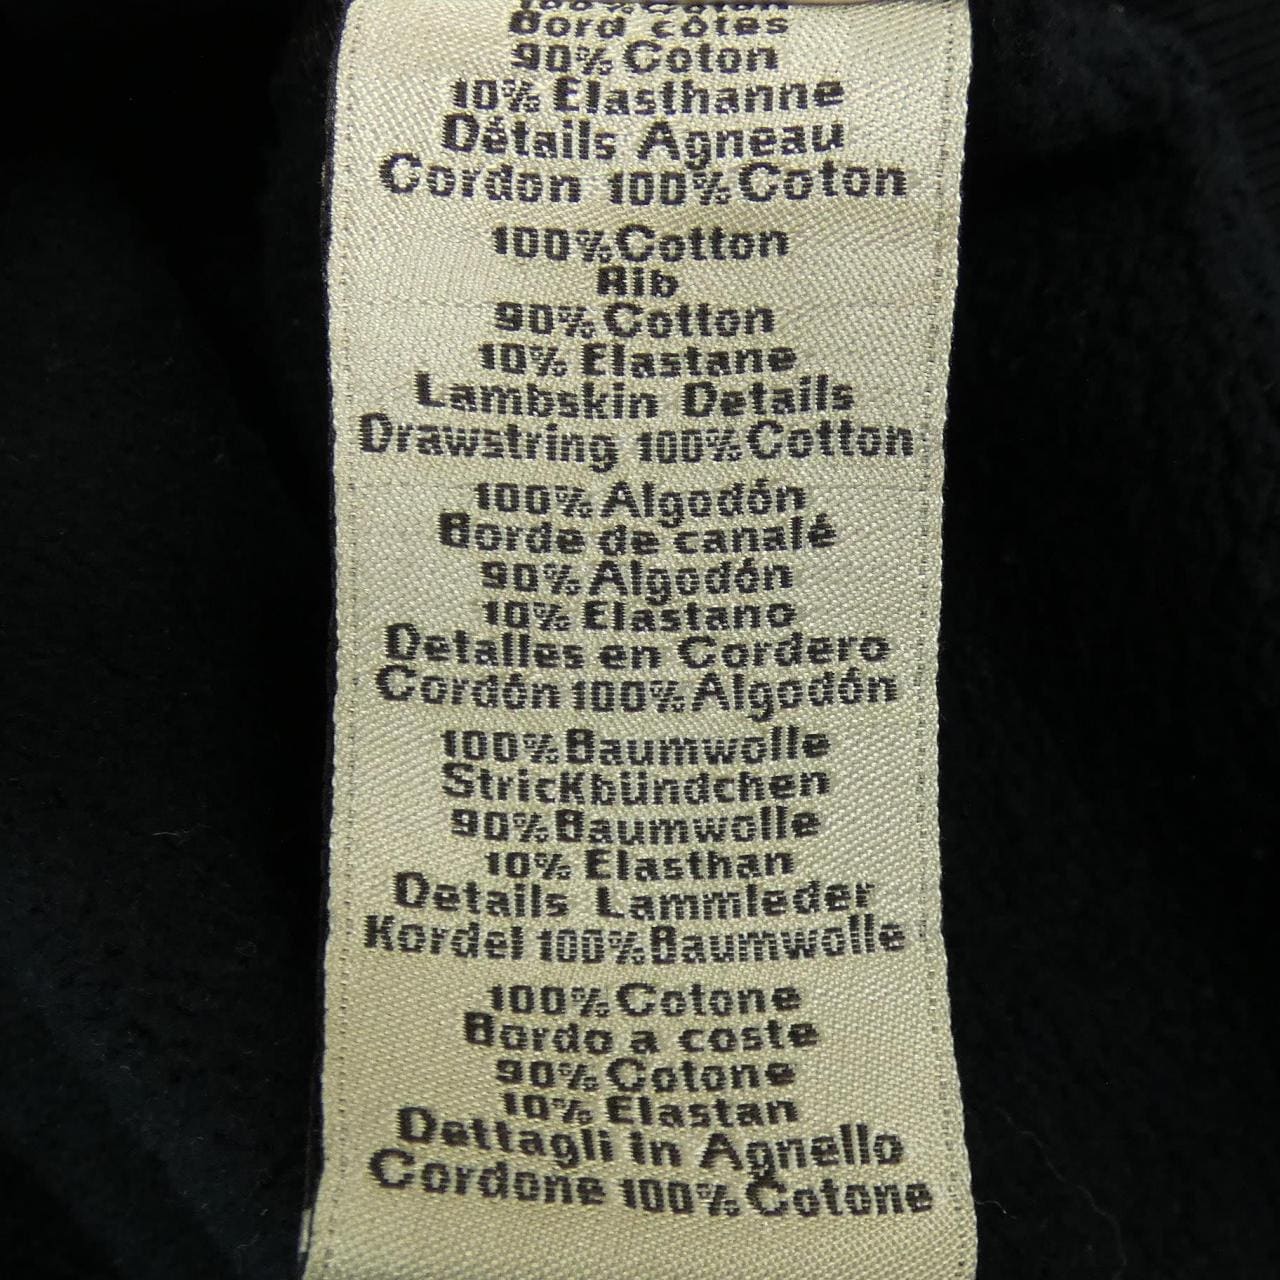 100% Coton
Bord côtes
90% Coton
10% Elasthanne
Détails Agneau
Cordon 100% Coton
100% Cotton
Rib
90% Cotton
10% Elastane
Lambskin Details
Drawstring 100% Cotton
100% Algodón
Borde de canalé
90% Algodón
10% Elastano
Detalles en Cordero
Cordón 100% Algodón
100% Baumwolle
Strickbündchen
90% Baumwolle
10% Elasthan
Details Lammleder
Kordel 100% Baumwolle
100% Cotone
Bordo a coste
90% Cotone
10% Elastan
Dettagli in Agnello
Cordone 100% Cotone